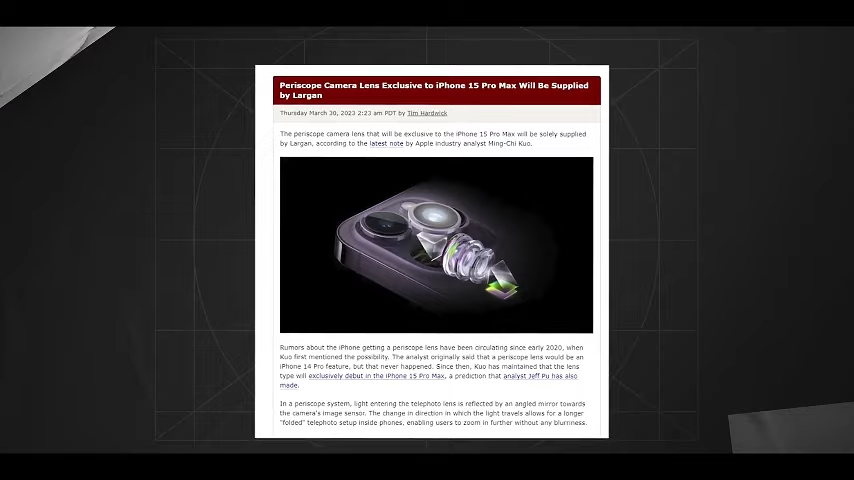 Periscope Camera Lens Exclusive to iPhone 15 Pro Max Will Be Supplied
by Largan
Thursday March 30, 2023 2:23 am PDT by Tim Hardwick
The periscope camera lens that will be exclusive to the iPhone 15 Pro Max will be solely supplied
by Largan, according to the latest note by Apple industry analyst Ming-Chi Kuo.
Rumors about the iPhone getting a periscope lens have been circulating since early 2020, when
Kuo first mentioned the possibility. The analyst originally said that a periscope lens would be an
iPhone 14 Pro feature, but that never happened. Since then, Kuo has maintained that the lens
type will exclusively debut in the iPhone 15 Pro Max, a prediction that analyst Jeff Pu has also
made.
In a periscope system, light entering the telephoto lens is reflected by an angled mirror towards
the camera's image sensor. The change in direction in which the light travels allows for a longer
"folded" telephoto setup inside phones, enabling users to zoom in further without any blurriness.